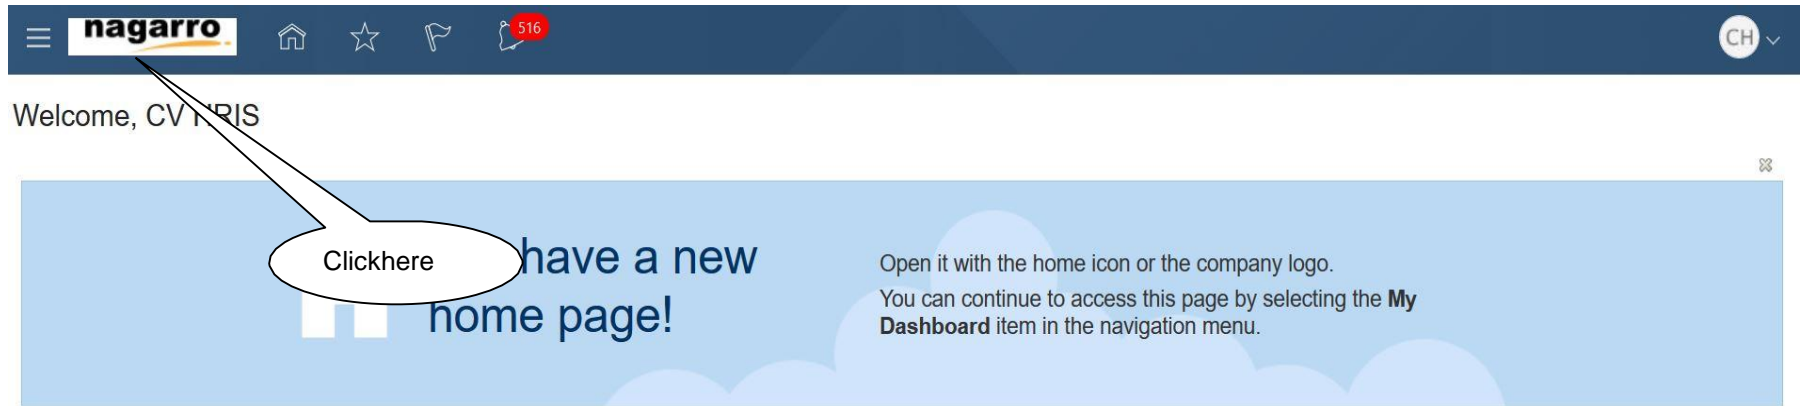 nagarro
516
CH
Welcome, CV HRIS
Clickhere
have a new
home page!
Open it with the home icon or the company logo.
You can continue to access this page by selecting the My
Dashboard item in the navigation menu.